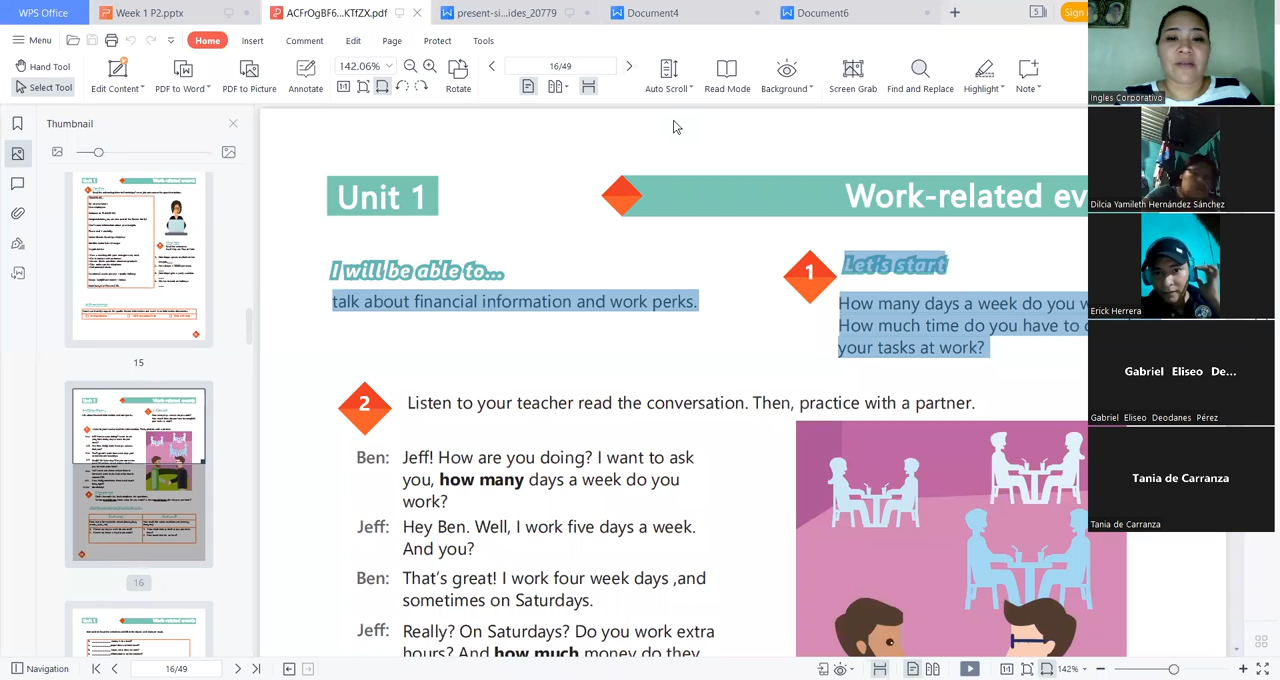 WPS Office
Week 1 P2.pptx
ACFrOgBF6...KTfZX.pdf
present-si...ides_20779
Document4
Document6
5
Sign
Menu
Home
Insert
Comment
Edit
Page
Protect
Tools
Hand Tool
Select Tool
Edit Content
PDF to Word
PDF to Picture
Annotate
142.06%
Rotate
16/49
Auto Scroll
Read Mode
Background
Screen Grab
Find and Replace
Highlight
Note
Thumbnail
15
16
Unit 1
Work-related ev
I will be able to...
talk about financial information and work perks.
1
Let's start
How many days a week do you w
How much time do you have to c
your tasks at work?
2
Listen to your teacher read the conversation. Then, practice with a partner.
Ben: Jeff! How are you doing? I want to ask
you, how many days a week do you
work?
Jeff: Hey Ben. Well, I work five days a week.
And you?
Ben: That's great! I work four week days ,and
sometimes on Saturdays.
Jeff: Really? On Saturdays? Do you work extra
hours? And how much money do they
Ingles Corporativo
Dilcia Yamileth Hernández Sánchez
Erick Herrera
Gabriel Eliseo De...
Gabriel Eliseo Deodanes Pérez
Tania de Carranza
Tania de Carranza
Navigation
16/49
142%